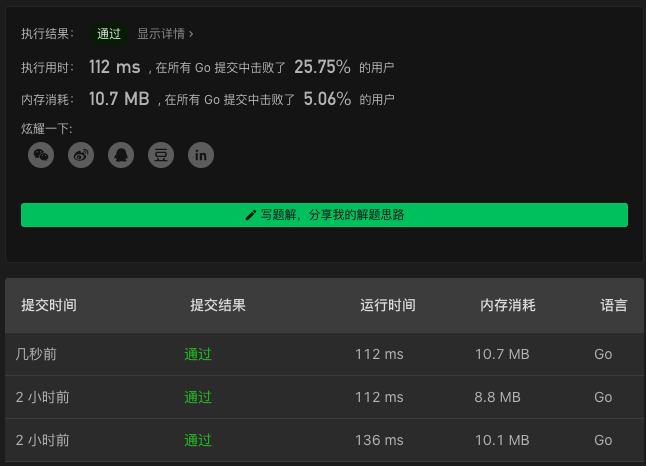 执行结果： 通过 显示详情 ›
执行用时： 112 ms , 在所有 Go 提交中击败了 25.75% 的用户
内存消耗： 10.7 MB , 在所有 Go 提交中击败了 5.06% 的用户
炫耀一下:
豆 in
写题解，分享我的解题思路
提交时间 提交结果 运行时间 内存消耗 语言
几秒前 通过 112 ms 10.7 MB Go
2 小时前 通过 112 ms 8.8 MB Go
2 小时前 通过 136 ms 10.1 MB Go